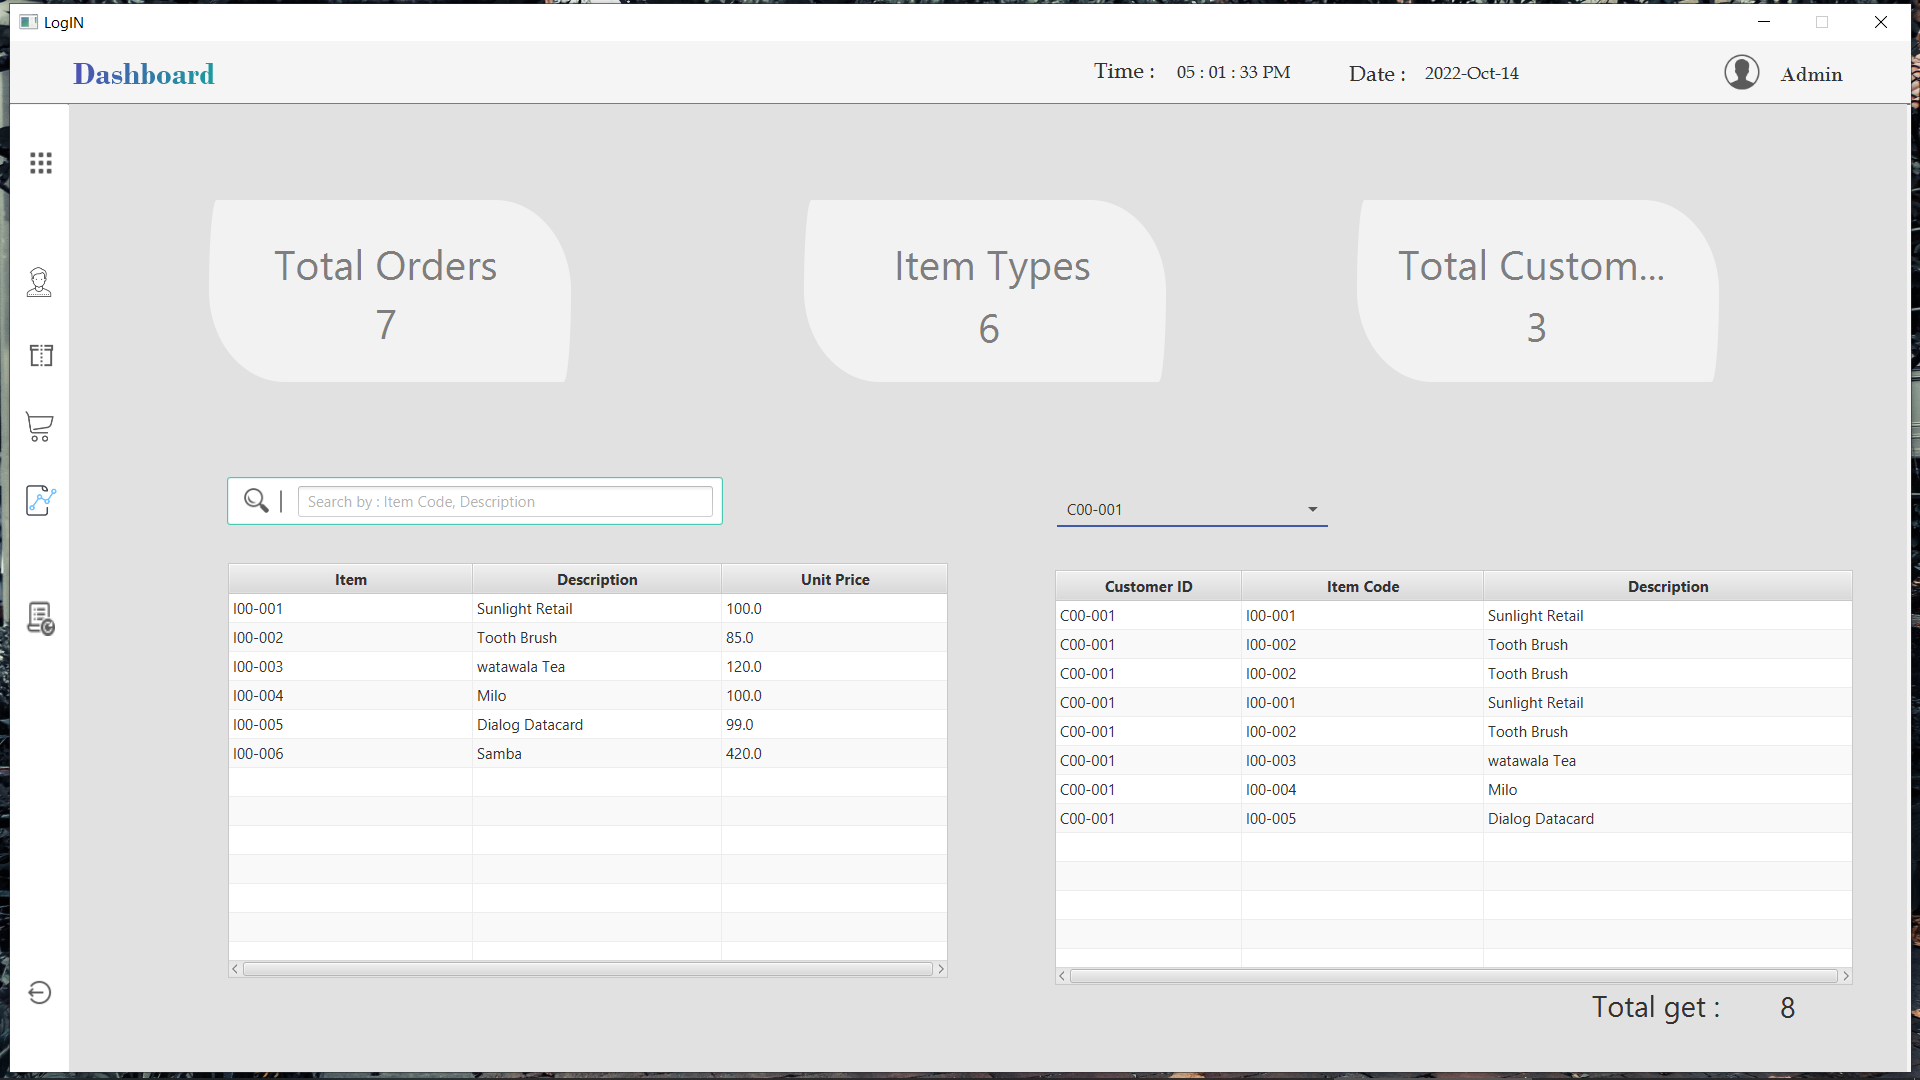 LogIN
Dashboard
Time : 05 : 01 : 33 PM Date : 2022-Oct-14 Admin
Total Orders
7
Item Types
6
Total Custom...
3
Search by : Item Code, Description
C00-001
Item Description Unit Price
I00-001 Sunlight Retail 100.0
I00-002 Tooth Brush 85.0
I00-003 watawala Tea 120.0
I00-004 Milo 100.0
I00-005 Dialog Datacard 99.0
I00-006 Samba 420.0
Customer ID Item Code Description
C00-001 I00-001 Sunlight Retail
C00-001 I00-002 Tooth Brush
C00-001 I00-002 Tooth Brush
C00-001 I00-001 Sunlight Retail
C00-001 I00-002 Tooth Brush
C00-001 I00-003 watawala Tea
C00-001 I00-004 Milo
C00-001 I00-005 Dialog Datacard
Total get : 8